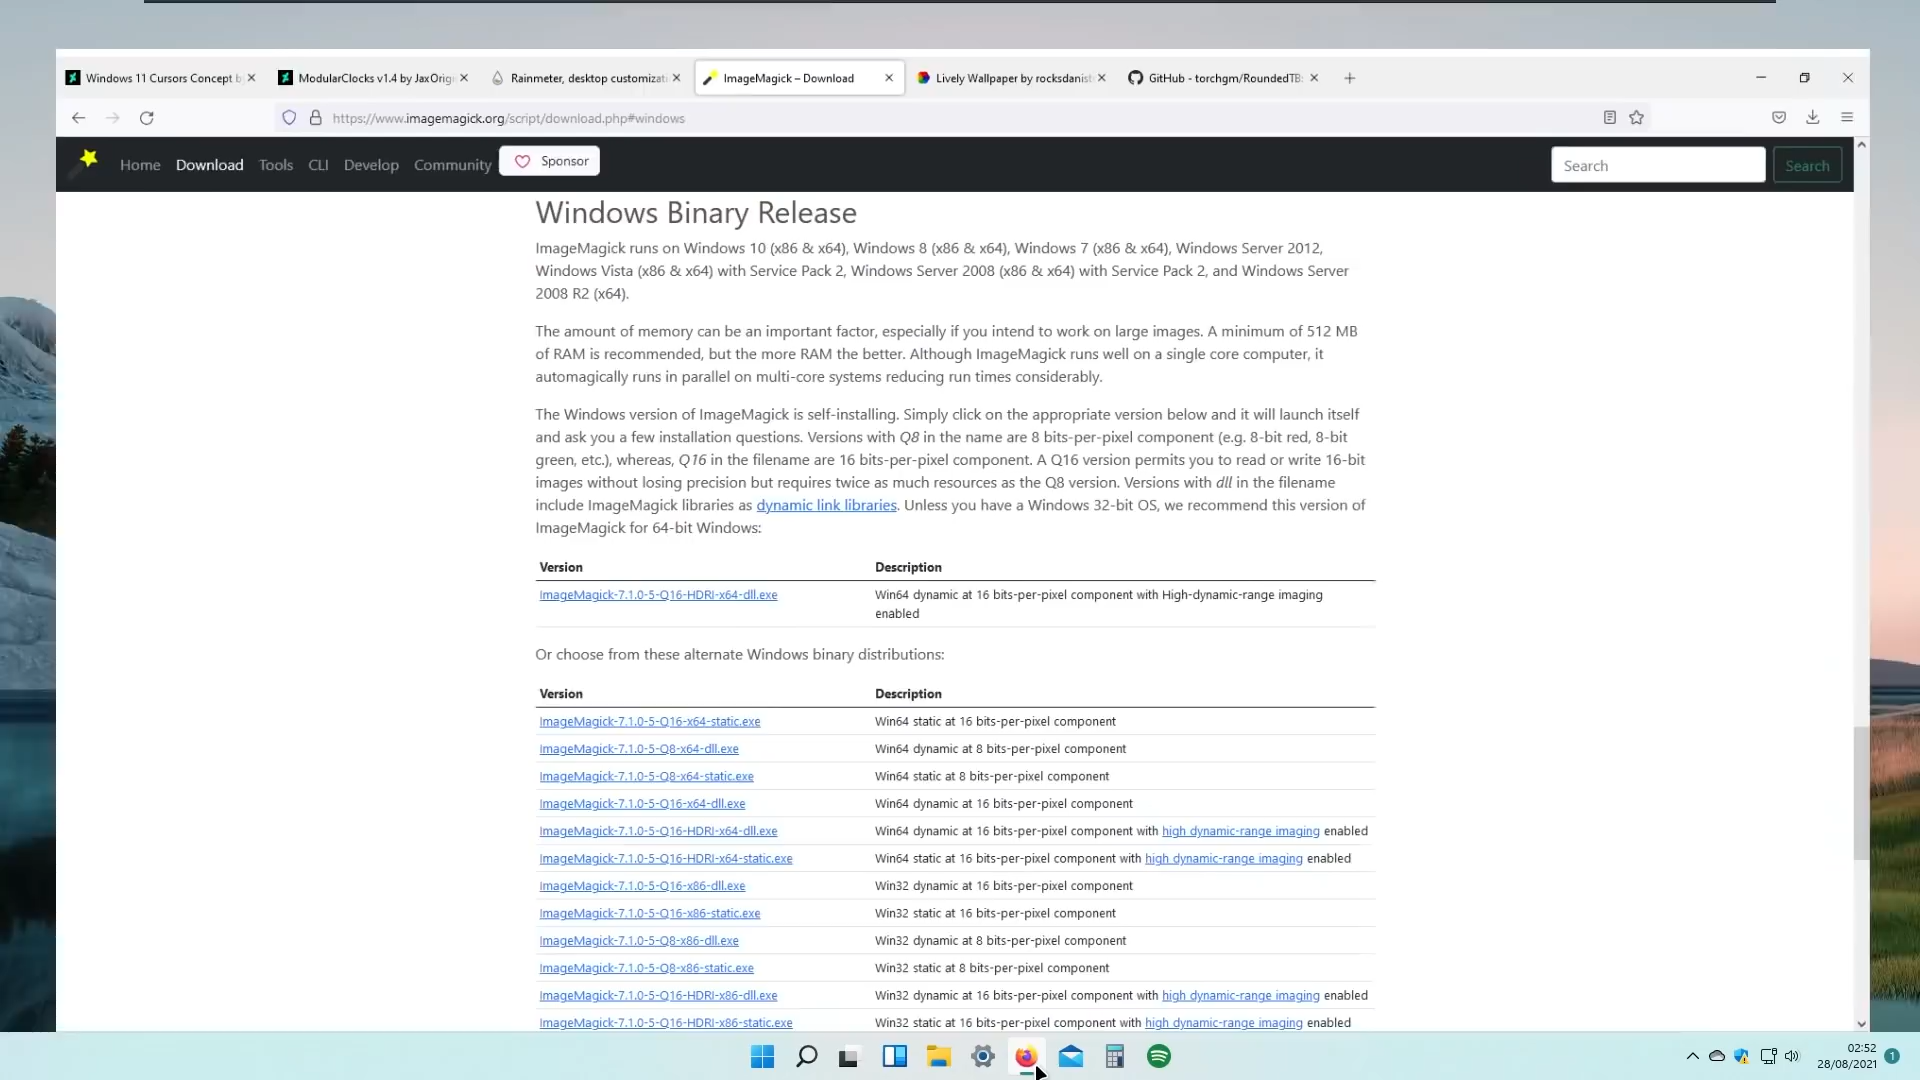 Windows 11 Cursors Concept b
ModularClocks v1.4 by JaxOrig
Rainmeter, desktop customizati
ImageMagick – Download
Lively Wallpaper by rocksdanist
GitHub - torchgm/RoundedTB:
https://www.imagemagick.org/script/download.php#windows
Home
Download
Tools
CLI
Develop
Community
Sponsor
Search
Search
Windows Binary Release
ImageMagick runs on Windows 10 (x86 & x64), Windows 8 (x86 & x64), Windows 7 (x86 & x64), Windows Server 2012,
Windows Vista (x86 & x64) with Service Pack 2, Windows Server 2008 (x86 & x64) with Service Pack 2, and Windows Server
2008 R2 (x64).
The amount of memory can be an important factor, especially if you intend to work on large images. A minimum of 512 MB
of RAM is recommended, but the more RAM the better. Although ImageMagick runs well on a single core computer, it
automagically runs in parallel on multi-core systems reducing run times considerably.
The Windows version of ImageMagick is self-installing. Simply click on the appropriate version below and it will launch itself
and ask you a few installation questions. Versions with Q8 in the name are 8 bits-per-pixel component (e.g. 8-bit red, 8-bit
green, etc.), whereas, Q16 in the filename are 16 bits-per-pixel component. A Q16 version permits you to read or write 16-bit
images without losing precision but requires twice as much resources as the Q8 version. Versions with dll in the filename
include ImageMagick libraries as dynamic link libraries. Unless you have a Windows 32-bit OS, we recommend this version of
ImageMagick for 64-bit Windows:
Version Description
ImageMagick-7.1.0-5-Q16-HDRI-x64-dll.exe Win64 dynamic at 16 bits-per-pixel component with High-dynamic-range imaging
enabled
Or choose from these alternate Windows binary distributions:
Version Description
ImageMagick-7.1.0-5-Q16-x64-static.exe Win64 static at 16 bits-per-pixel component
ImageMagick-7.1.0-5-Q8-x64-dll.exe Win64 dynamic at 8 bits-per-pixel component
ImageMagick-7.1.0-5-Q8-x64-static.exe Win64 static at 8 bits-per-pixel component
ImageMagick-7.1.0-5-Q16-x64-dll.exe Win64 dynamic at 16 bits-per-pixel component
ImageMagick-7.1.0-5-Q16-HDRI-x64-dll.exe Win64 dynamic at 16 bits-per-pixel component with high dynamic-range imaging enabled
ImageMagick-7.1.0-5-Q16-HDRI-x64-static.exe Win64 static at 16 bits-per-pixel component with high dynamic-range imaging enabled
ImageMagick-7.1.0-5-Q16-x86-dll.exe Win32 dynamic at 16 bits-per-pixel component
ImageMagick-7.1.0-5-Q16-x86-static.exe Win32 static at 16 bits-per-pixel component
ImageMagick-7.1.0-5-Q8-x86-dll.exe Win32 dynamic at 8 bits-per-pixel component
ImageMagick-7.1.0-5-Q8-x86-static.exe Win32 static at 8 bits-per-pixel component
ImageMagick-7.1.0-5-Q16-HDRI-x86-dll.exe Win32 dynamic at 16 bits-per-pixel component with high dynamic-range imaging enabled
ImageMagick-7.1.0-5-Q16-HDRI-x86-static.exe Win32 static at 16 bits-per-pixel component with high dynamic-range imaging enabled
02:52
28/08/2021
1